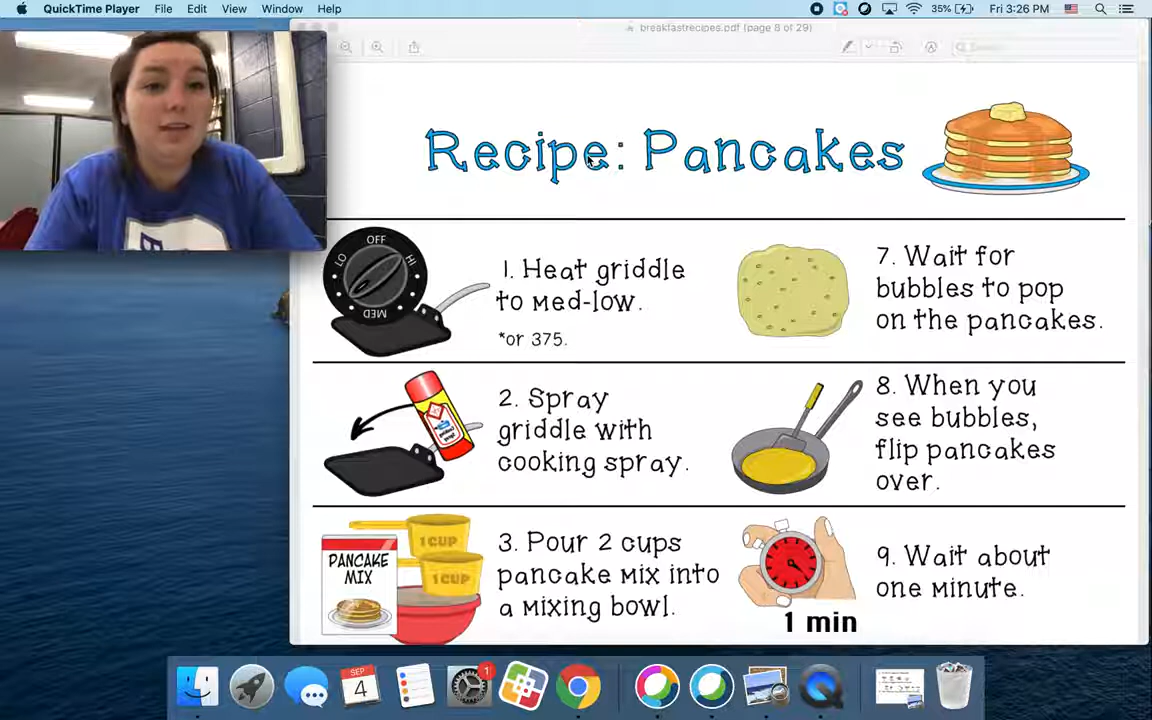 QuickTime Player File Edit View Window Help 35% Fri 3:26 PM
breakfastrecipes.pdf (page 8 of 29)
Search
Recipe: Pancakes
OFF
LO HI
MED
1. Heat griddle
to med-low.
*or 375.
2. Spray
griddle with
cooking spray.
PANCAKE
MIX
1 CUP
1 CUP
3. Pour 2 cups
pancake mix into
a mixing bowl.
7. Wait for
bubbles to pop
on the pancakes.
8. When you
see bubbles,
flip pancakes
over.
1 min
9. Wait about
one minute.
SEP
4
1